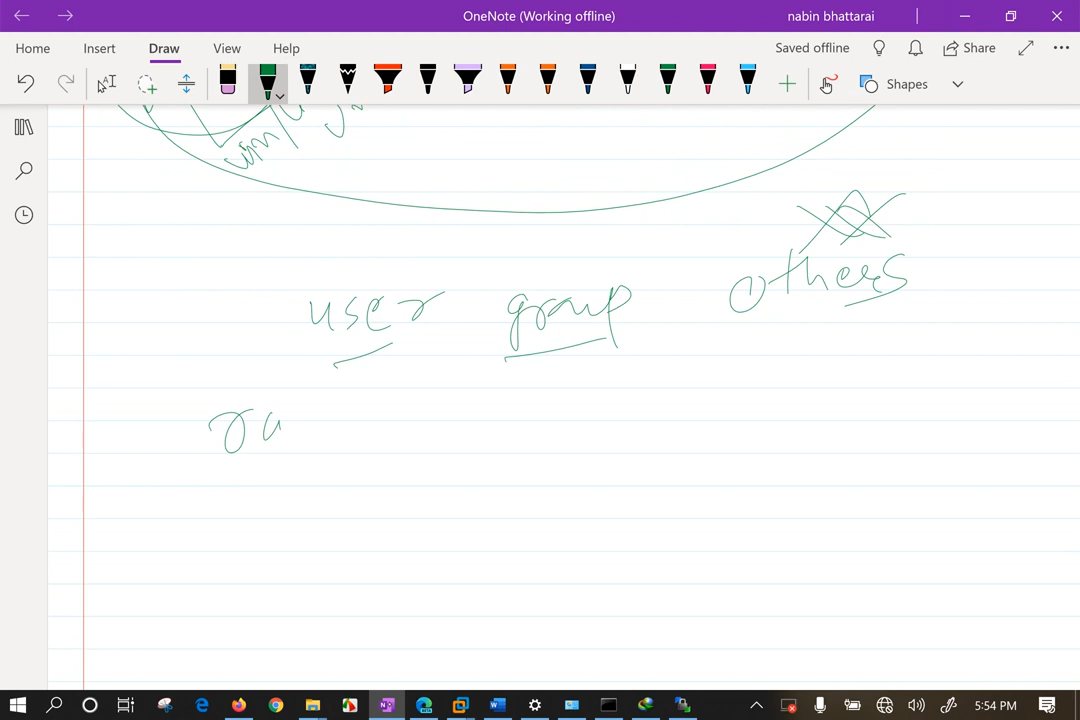 OneNote (Working offline)
nabin bhattarai
Home Insert Draw View Help
Saved offline
Share
Shapes
simply
user group others
5:54 PM